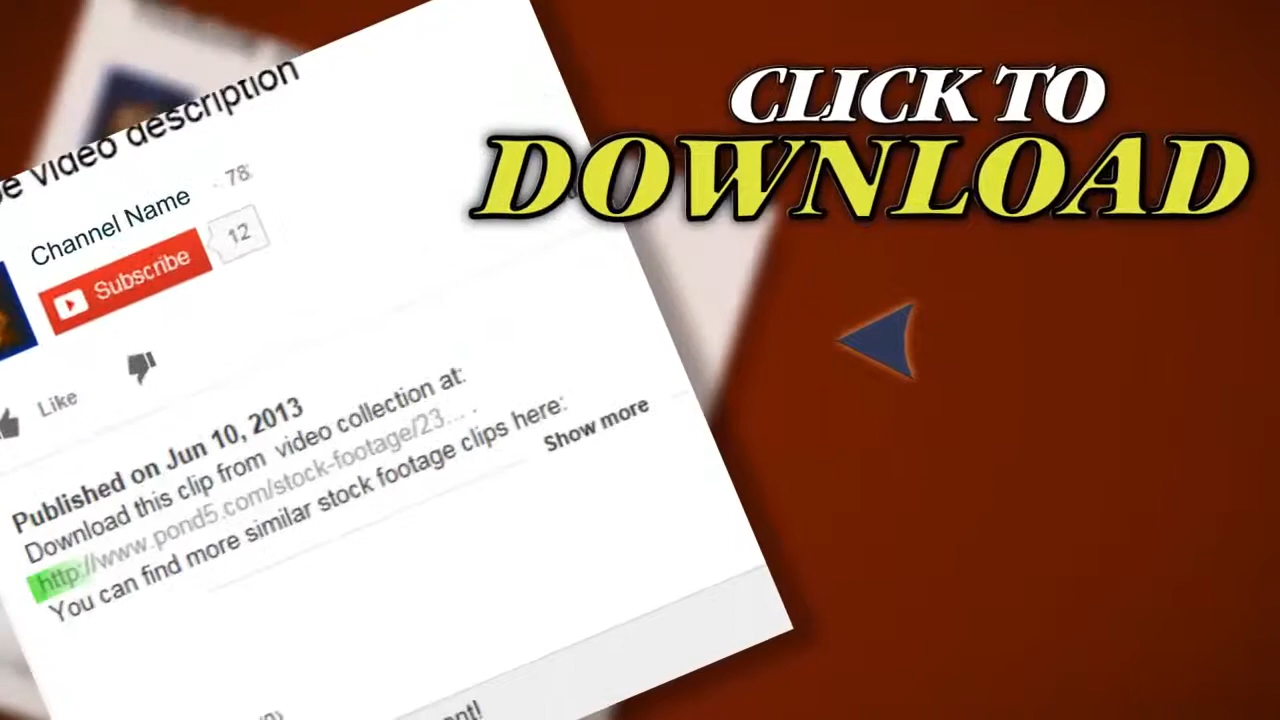 CLICK TO
DOWNLOAD
video description
Channel Name
78
Subscribe
12
Like
Published on Jun 10, 2013
Download this clip from video collection at:
http://www.pond5.com/stock-footage/23...
You can find more similar stock footage clips here:
Show more